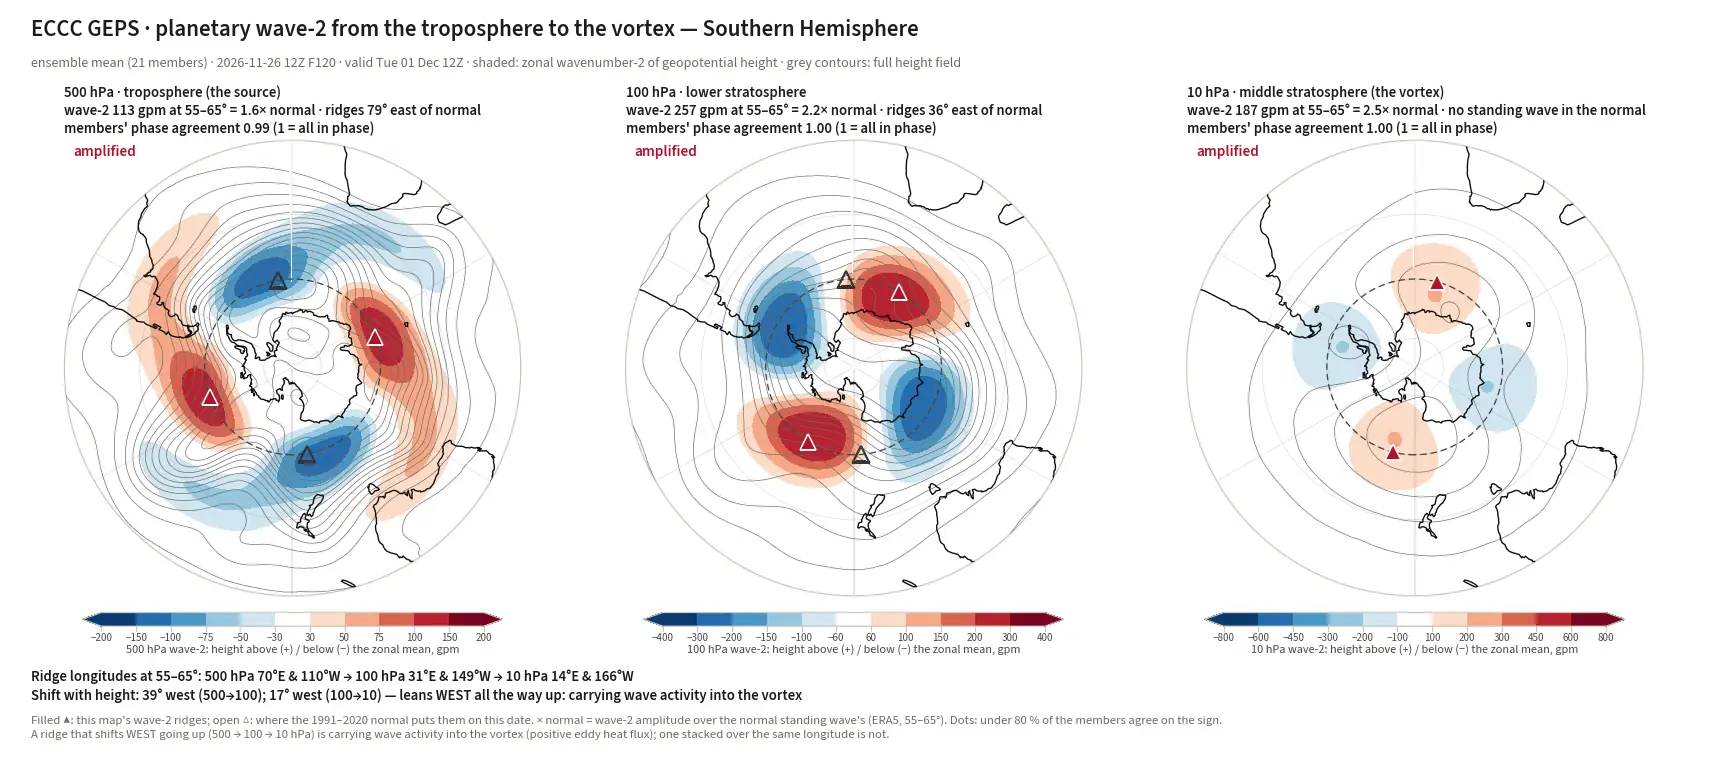 ECCC GEPS · planetary wave-2 from the troposphere to the vortex — Southern Hemisphere
ensemble mean (21 members) · 2026-11-26 12Z F120 · valid Tue 01 Dec 12Z · shaded: zonal wavenumber-2 of geopotential height · grey contours: full height field
500 hPa · troposphere (the source)
wave-2 113 gpm at 55–65° = 1.6× normal · ridges 79° east of normal
members' phase agreement 0.99 (1 = all in phase)
amplified
100 hPa · lower stratosphere
wave-2 257 gpm at 55–65° = 2.2× normal · ridges 36° east of normal
members' phase agreement 1.00 (1 = all in phase)
amplified
10 hPa · middle stratosphere (the vortex)
wave-2 187 gpm at 55–65° = 2.5× normal · no standing wave in the normal
members' phase agreement 1.00 (1 = all in phase)
amplified
−200 −150 −100 −75 −50 −30 30 50 75 100 150 200
500 hPa wave-2: height above (+) / below (−) the zonal mean, gpm
−400 −300 −200 −150 −100 −60 60 100 150 200 300 400
100 hPa wave-2: height above (+) / below (−) the zonal mean, gpm
−800 −600 −450 −300 −200 −100 100 200 300 450 600 800
10 hPa wave-2: height above (+) / below (−) the zonal mean, gpm
Ridge longitudes at 55–65°: 500 hPa 70°E & 110°W → 100 hPa 31°E & 149°W → 10 hPa 14°E & 166°W
Shift with height: 39° west (500→100); 17° west (100→10) — leans WEST all the way up: carrying wave activity into the vortex
Filled ▲: this map's wave-2 ridges; open △: where the 1991–2020 normal puts them on this date. × normal = wave-2 amplitude over the normal standing wave's (ERA5, 55–65°). Dots: under 80 % of the members agree on the sign.
A ridge that shifts WEST going up (500 → 100 → 10 hPa) is carrying wave activity into the vortex (positive eddy heat flux); one stacked over the same longitude is not.